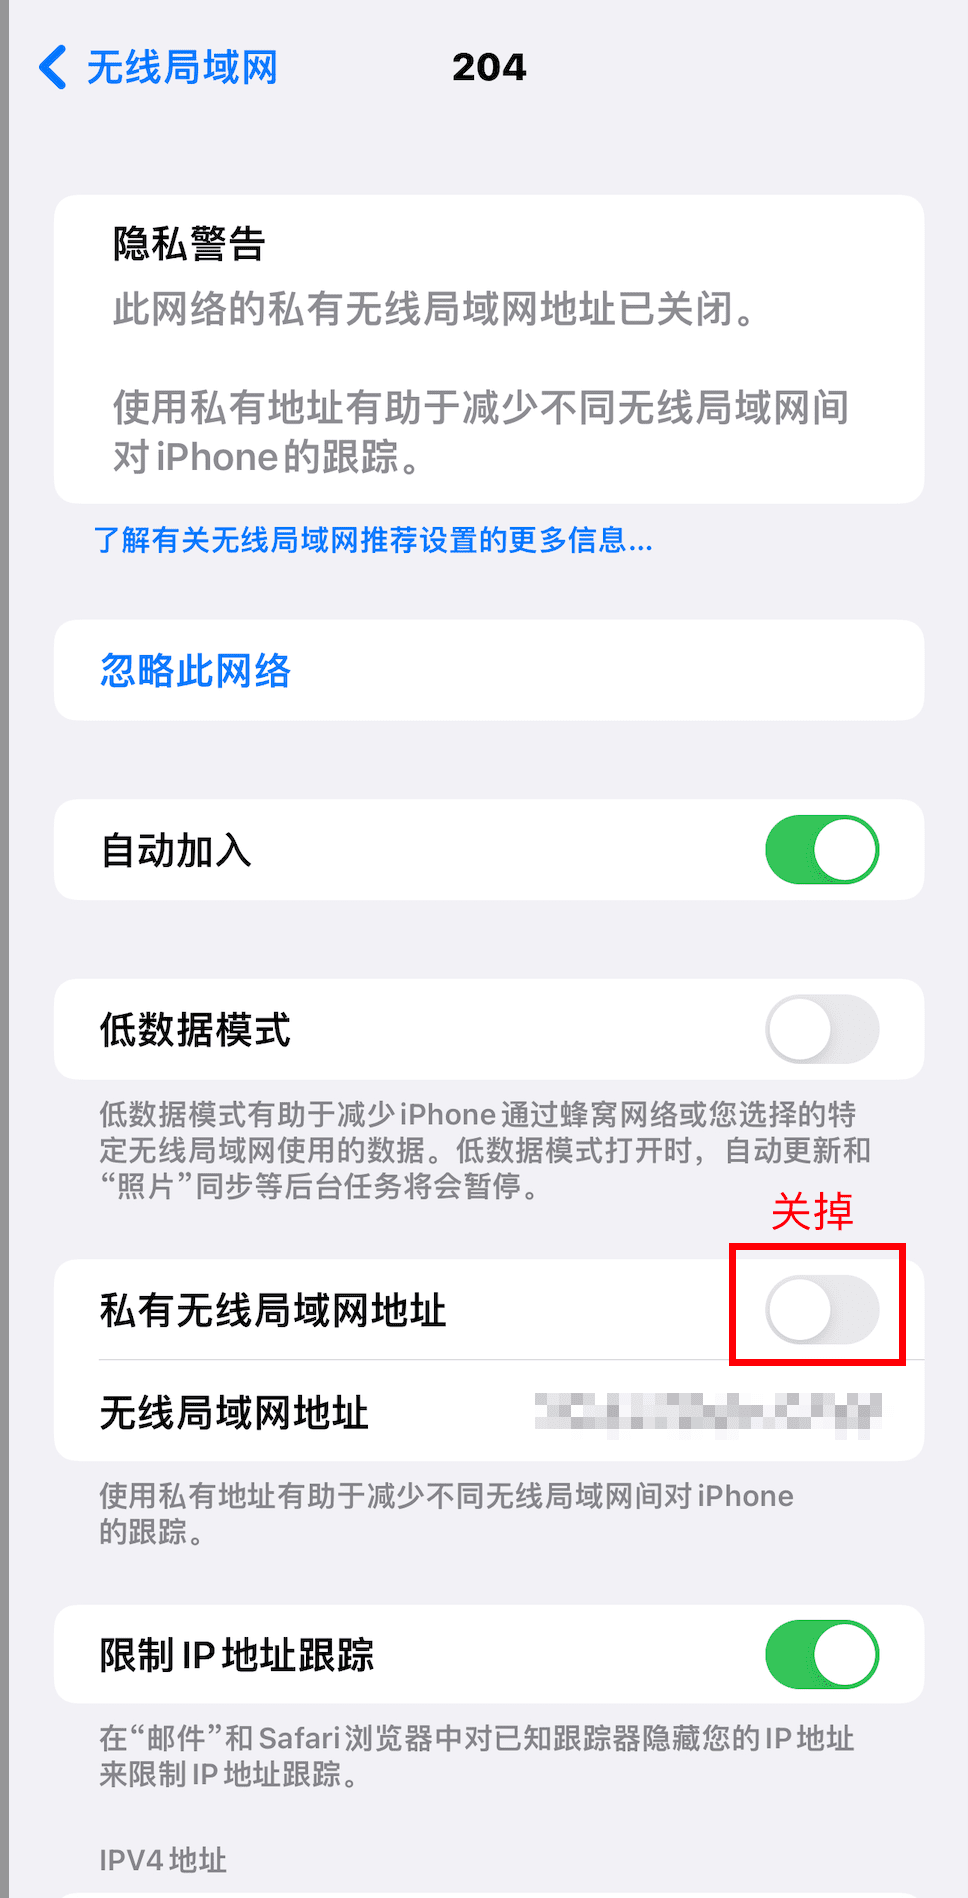 无线局域网
204
隐私警告
此网络的私有无线局域网地址已关闭。
使用私有地址有助于减少不同无线局域网间
对iPhone的跟踪。
了解有关无线局域网推荐设置的更多信息...
忽略此网络
自动加入
低数据模式
低数据模式有助于减少iPhone通过蜂窝网络或您选择的特
定无线局域网使用的数据。低数据模式打开时，自动更新和
“照片”同步等后台任务将会暂停。
关掉
私有无线局域网地址
无线局域网地址
使用私有地址有助于减少不同无线局域网间对iPhone
的跟踪。
限制IP地址跟踪
在“邮件”和Safari浏览器中对已知跟踪器隐藏您的IP地址
来限制IP地址跟踪。
IPV4地址